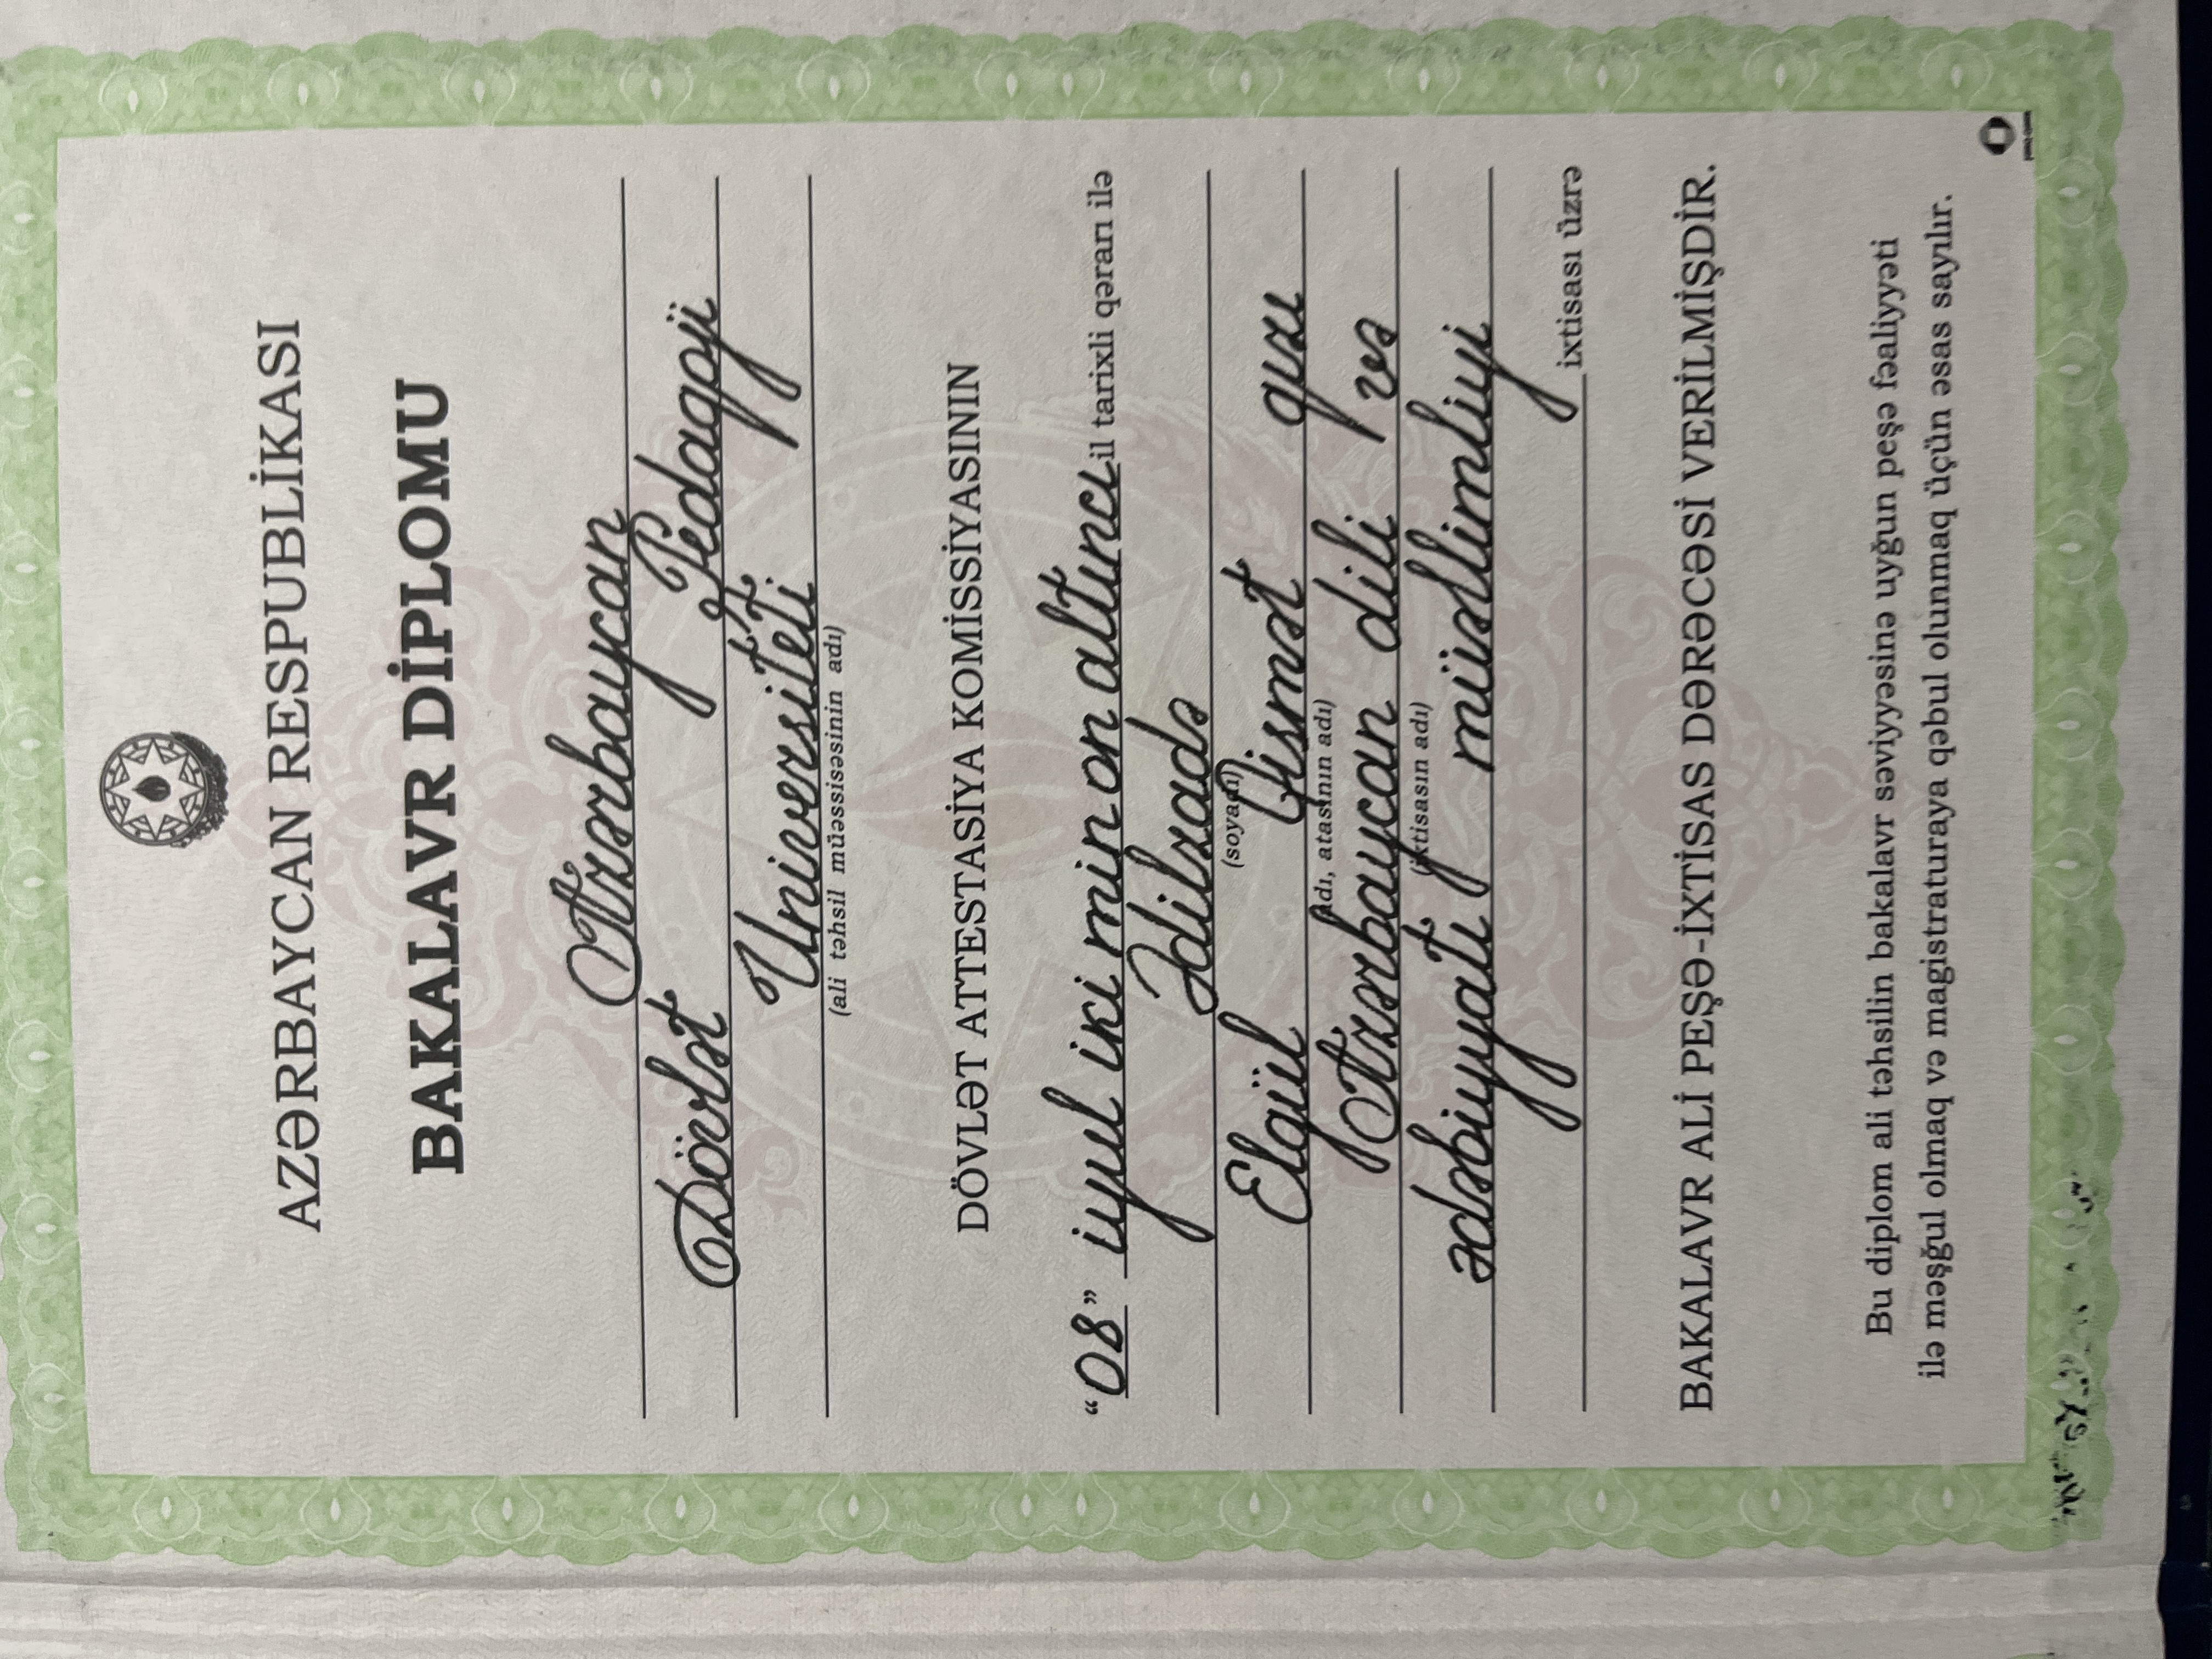 AZƏRBAYCAN RESPUBLİKASI
BAKALAVR DİPLOMU
Azərbaycan
Dövlət Pedaqoji
Universiteti
(ali təhsil müəssisəsinin adı)
DÖVLƏT ATTESTASİYA KOMİSSİYASININ
“08” iyul iki min on altıncı il tarixli qərarı ilə
Ədilzadə
(soyadı)
Elgül Qismət qızı
(adı, atasının adı)
Azərbaycan dili və
(ixtisasın adı)
ədəbiyyatı müəllimliyi
ixtisası üzrə
BAKALAVR ALİ PEŞƏ-İXTİSAS DƏRƏCƏSİ VERİLMİŞDİR.
Bu diplom ali təhsilin bakalavr səviyyəsinə uyğun peşə fəaliyyəti
ilə məşğul olmaq və magistraturaya qəbul olunmaq üçün əsas sayılır.